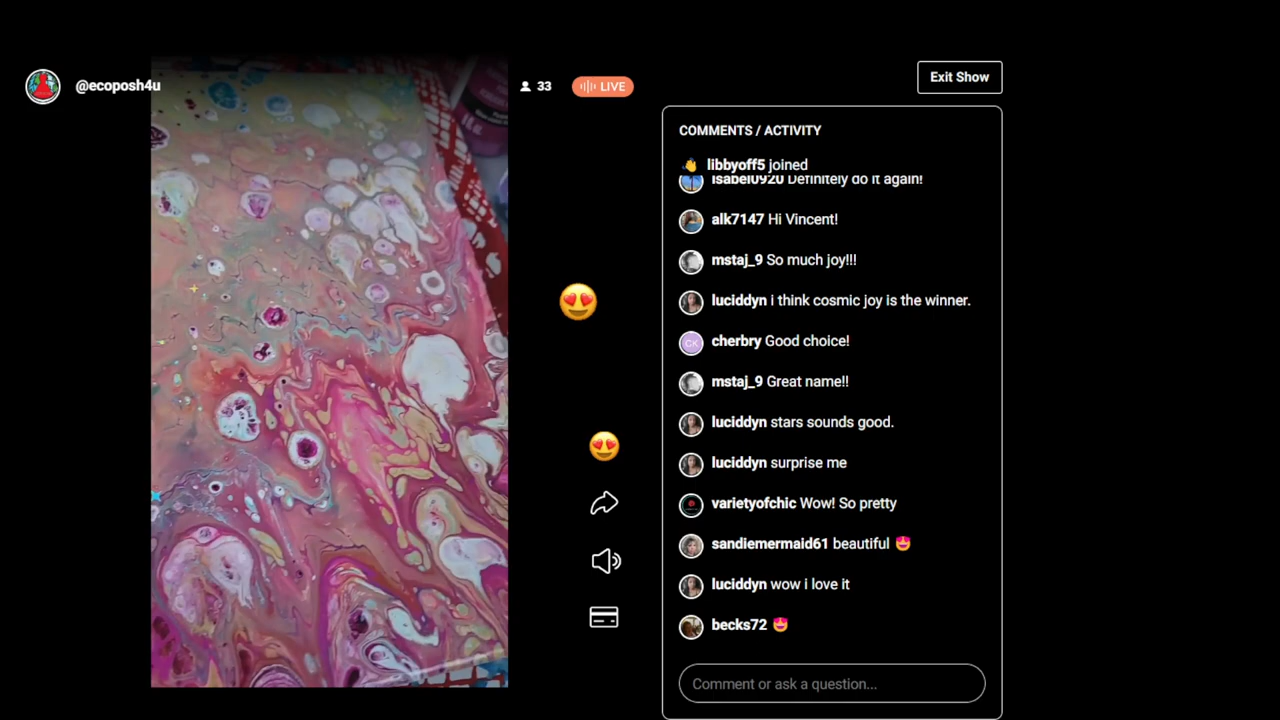 @ecoposh4u
33
LIVE
Exit Show
COMMENTS / ACTIVITY
libbyoff5 joined
isabel0920 Definitely do it again!
alk7147 Hi Vincent!
mstaj_9 So much joy!!!
luciddyn i think cosmic joy is the winner.
CK
cherbry Good choice!
mstaj_9 Great name!!
luciddyn stars sounds good.
luciddyn surprise me
varietyofchic Wow! So pretty
sandiemermaid61 beautiful 😍
luciddyn wow i love it
becks72 😍
Comment or ask a question...